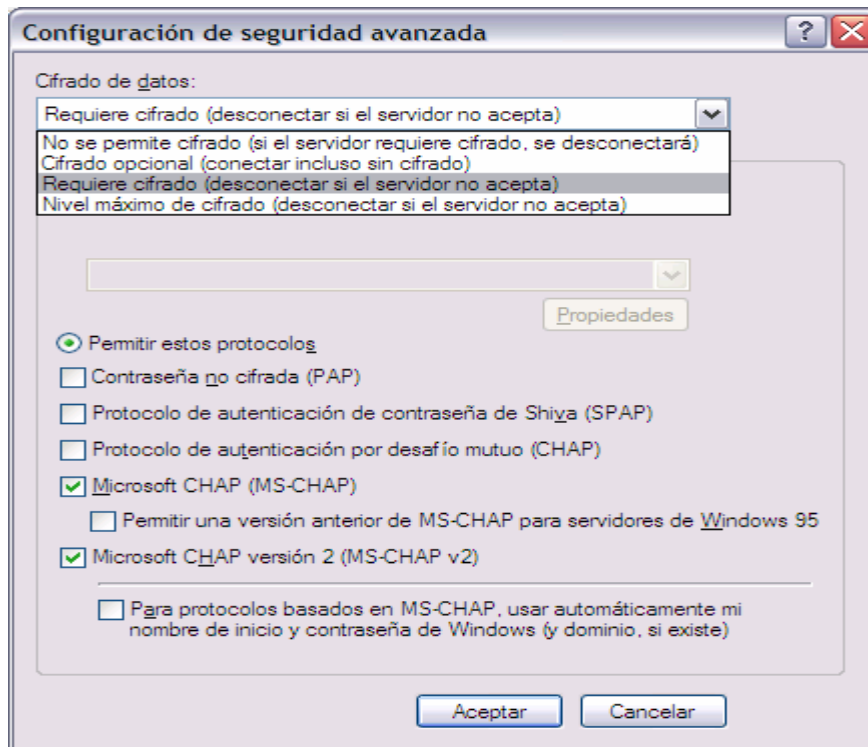 Configuración de seguridad avanzada
Cifrado de datos:
Requiere cifrado (desconectar si el servidor no acepta)
No se permite cifrado (si el servidor requiere cifrado, se desconectará)
Cifrado opcional (conectar incluso sin cifrado)
Requiere cifrado (desconectar si el servidor no acepta)
Nivel máximo de cifrado (desconectar si el servidor no acepta)
Propiedades
Permitir estos protocolos
Contraseña no cifrada (PAP)
Protocolo de autenticación de contraseña de Shiva (SPAP)
Protocolo de autenticación por desafío mutuo (CHAP)
Microsoft CHAP (MS-CHAP)
Permitir una versión anterior de MS-CHAP para servidores de Windows 95
Microsoft CHAP versión 2 (MS-CHAP v2)
Para protocolos basados en MS-CHAP, usar automáticamente mi
nombre de inicio y contraseña de Windows (y dominio, si existe)
Aceptar
Cancelar